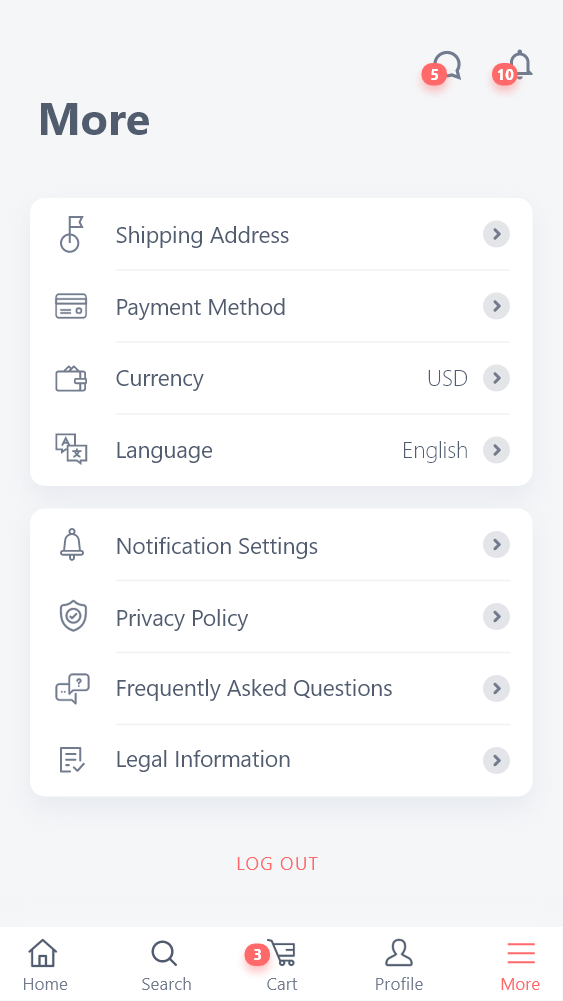 5
10
More
Shipping Address
Payment Method
Currency USD
Language English
Notification Settings
Privacy Policy
Frequently Asked Questions
Legal Information
LOG OUT
3
Home Search Cart Profile More